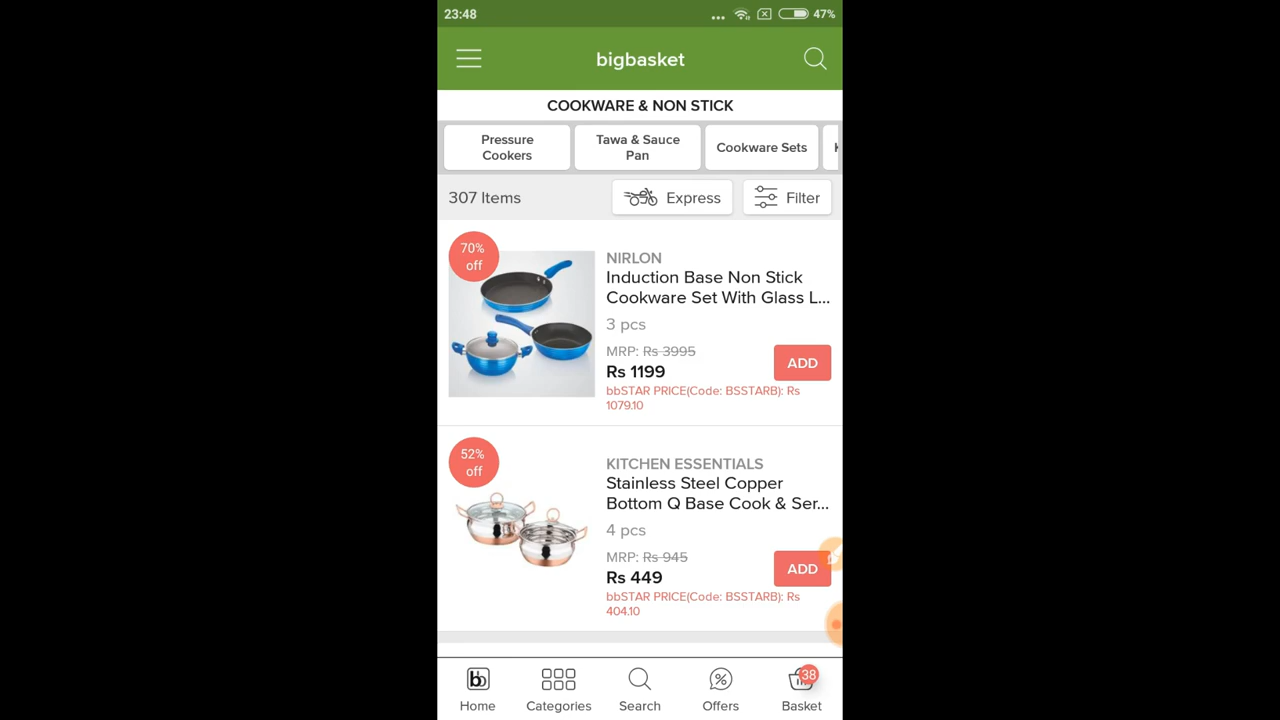 23:48
47%
bigbasket
COOKWARE & NON STICK
Pressure
Cookers
Tawa & Sauce
Pan
Cookware Sets
307 Items
Express
Filter
70%
off
NIRLON
Induction Base Non Stick
Cookware Set With Glass L...
3 pcs
MRP: Rs 3995
Rs 1199
ADD
bbSTAR PRICE(Code: BSSTARB): Rs
1079.10
52%
off
KITCHEN ESSENTIALS
Stainless Steel Copper
Bottom Q Base Cook & Ser...
4 pcs
MRP: Rs 945
Rs 449
ADD
bbSTAR PRICE(Code: BSSTARB): Rs
404.10
bb
38
Home
Categories
Search
Offers
Basket